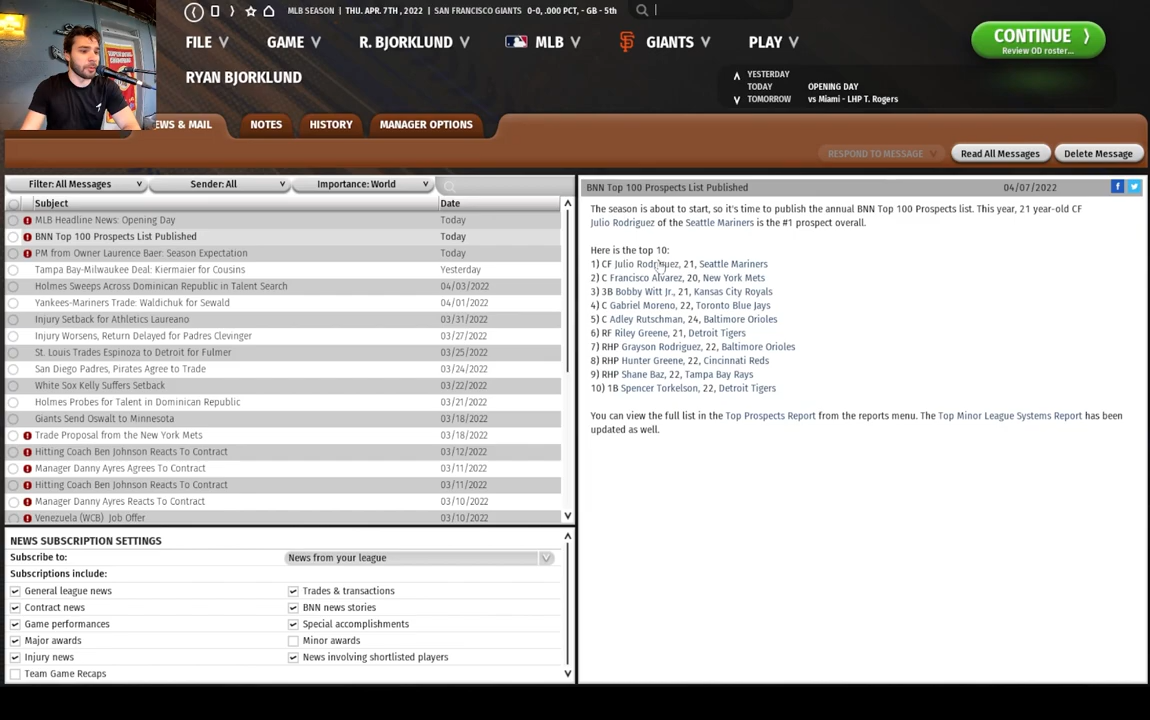 MLB SEASON | THU. APR. 7TH , 2022 | SAN FRANCISCO GIANTS 0-0, .000 PCT, - GB - 5th
FILE GAME R. BJORKLUND MLB GIANTS PLAY
CONTINUE
Review OD roster...
RYAN BJORKLUND
YESTERDAY
TODAY OPENING DAY
TOMORROW vs Miami - LHP T. Rogers
EWS & MAIL NOTES HISTORY MANAGER OPTIONS
RESPOND TO MESSAGE Read All Messages Delete Message
Filter: All Messages Sender: All Importance: World
Subject Date
MLB Headline News: Opening Day Today
BNN Top 100 Prospects List Published Today
PM from Owner Laurence Baer: Season Expectation Today
Tampa Bay-Milwaukee Deal: Kiermaier for Cousins Yesterday
Holmes Sweeps Across Dominican Republic in Talent Search 04/03/2022
Yankees-Mariners Trade: Waldichuk for Sewald 04/01/2022
Injury Setback for Athletics Laureano 03/31/2022
Injury Worsens, Return Delayed for Padres Clevinger 03/27/2022
St. Louis Trades Espinoza to Detroit for Fulmer 03/25/2022
San Diego Padres, Pirates Agree to Trade 03/24/2022
White Sox Kelly Suffers Setback 03/22/2022
Holmes Probes for Talent in Dominican Republic 03/21/2022
Giants Send Oswalt to Minnesota 03/18/2022
Trade Proposal from the New York Mets 03/18/2022
Hitting Coach Ben Johnson Reacts To Contract 03/12/2022
Manager Danny Ayres Agrees To Contract 03/11/2022
Hitting Coach Ben Johnson Reacts To Contract 03/11/2022
Manager Danny Ayres Reacts To Contract 03/10/2022
Venezuela (WCB) Job Offer 03/10/2022
NEWS SUBSCRIPTION SETTINGS
Subscribe to: News from your league
Subscriptions include:
General league news Trades & transactions
Contract news BNN news stories
Game performances Special accomplishments
Major awards Minor awards
Injury news News involving shortlisted players
Team Game Recaps
BNN Top 100 Prospects List Published 04/07/2022
The season is about to start, so it's time to publish the annual BNN Top 100 Prospects list. This year, 21 year-old CF
Julio Rodriguez of the Seattle Mariners is the #1 prospect overall.
Here is the top 10:
1) CF Julio Rodriguez, 21, Seattle Mariners
2) C Francisco Alvarez, 20, New York Mets
3) 3B Bobby Witt Jr., 21, Kansas City Royals
4) C Gabriel Moreno, 22, Toronto Blue Jays
5) C Adley Rutschman, 24, Baltimore Orioles
6) RF Riley Greene, 21, Detroit Tigers
7) RHP Grayson Rodriguez, 22, Baltimore Orioles
8) RHP Hunter Greene, 22, Cincinnati Reds
9) RHP Shane Baz, 22, Tampa Bay Rays
10) 1B Spencer Torkelson, 22, Detroit Tigers
You can view the full list in the Top Prospects Report from the reports menu. The Top Minor League Systems Report has been
updated as well.